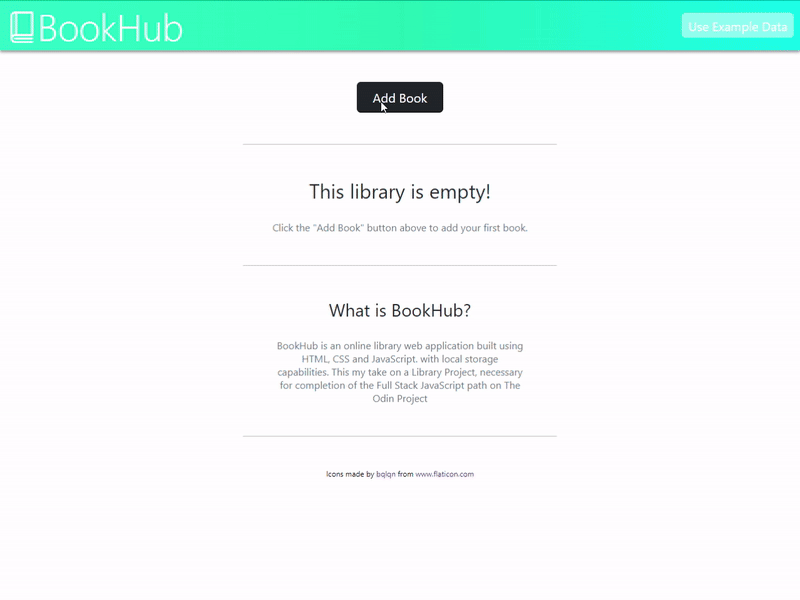 BookHub
Use Example Data
Add Book
This library is empty!
Click the "Add Book" button above to add your first book.
What is BookHub?
BookHub is an online library web application built using
HTML, CSS and JavaScript. with local storage
capabilities. This my take on a Library Project, necessary
for completion of the Full Stack JavaScript path on The
Odin Project
Icons made by bqlqn from www.flaticon.com